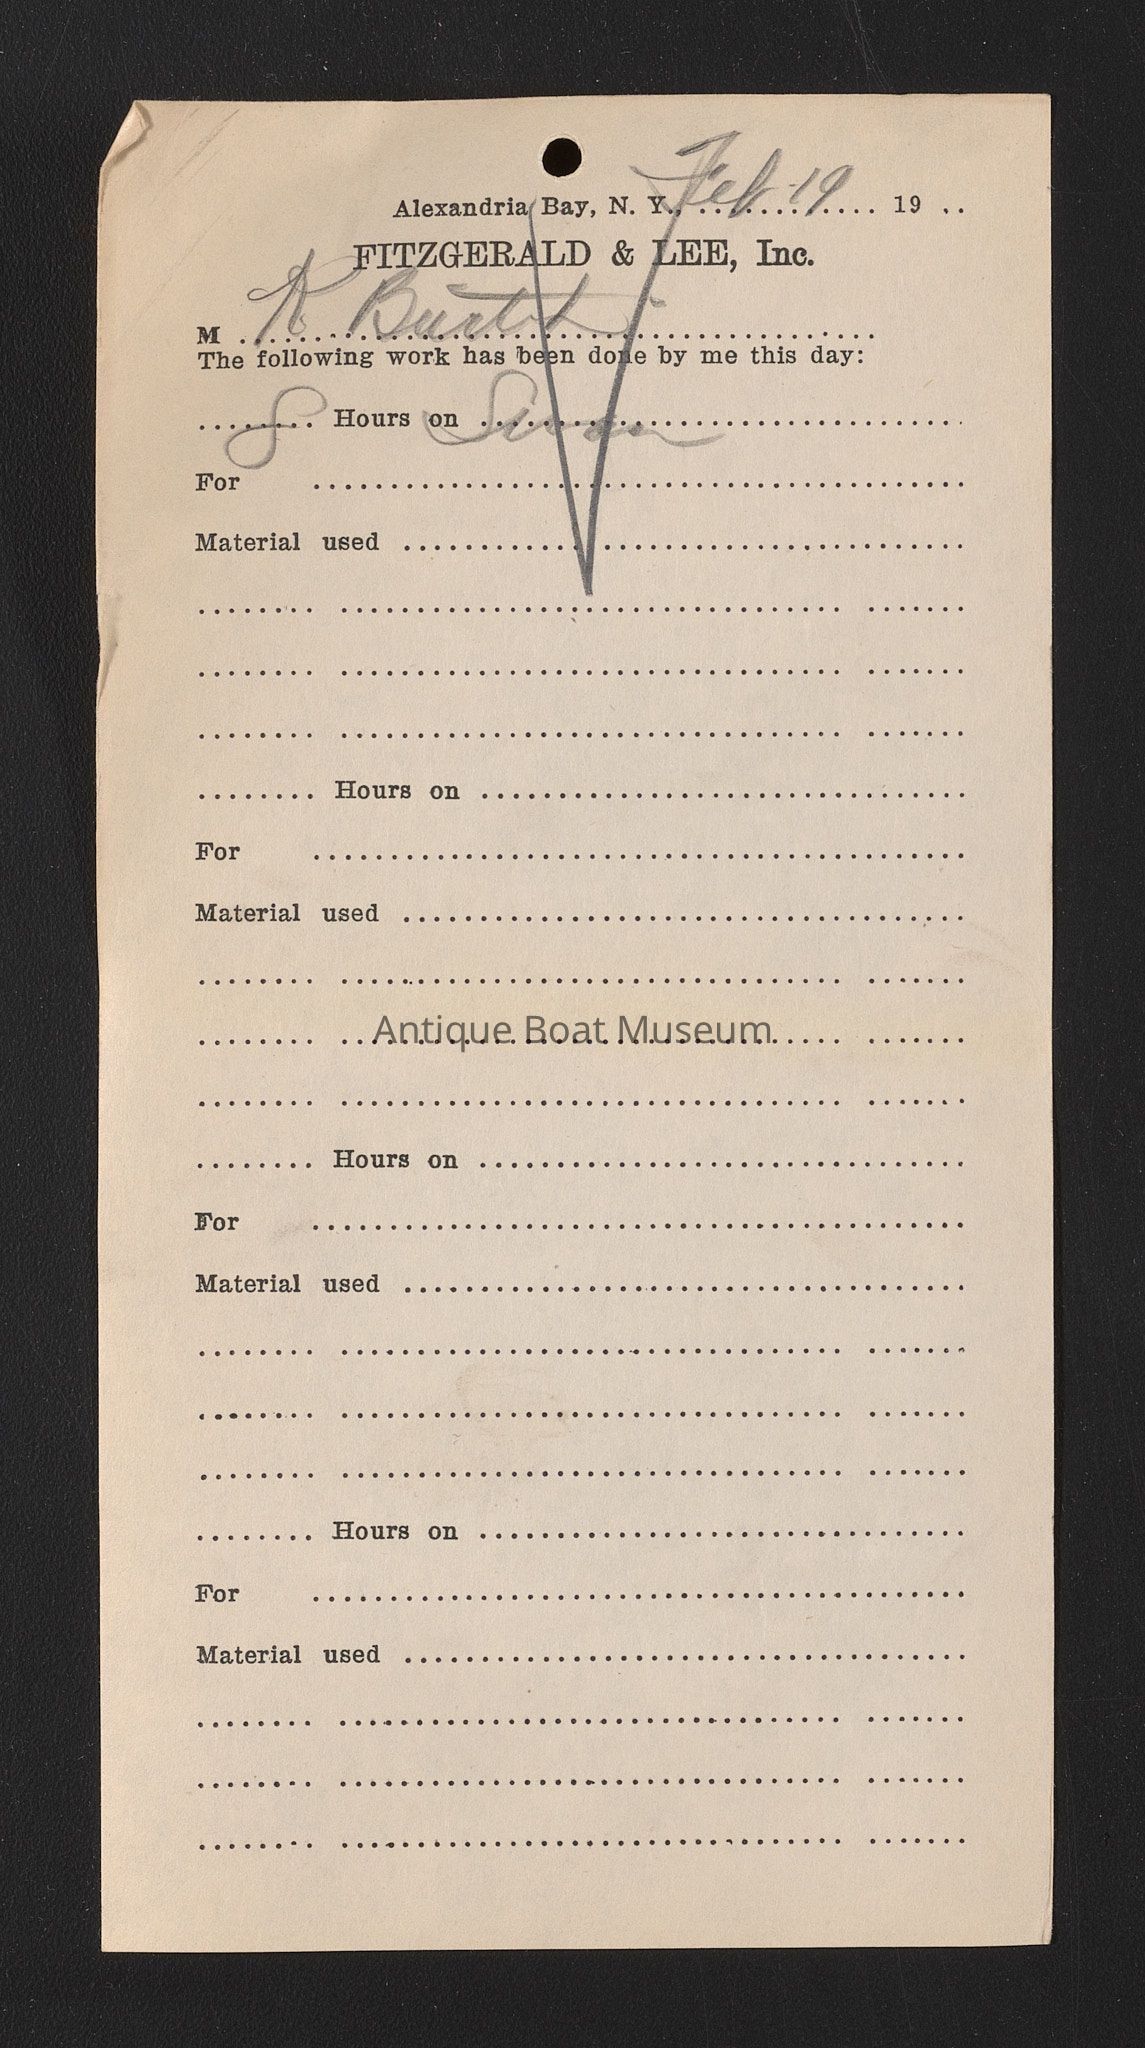 Alexandria Bay, N. Y., Feb 19 19 ..
FITZGERALD & LEE, Inc.
M R
The following work has been done by me this day:
8 Hours on Swan
For
Material used
Hours on
For
Material used
Antique Boat Museum
Hours on
For
Material used
Hours on
For
Material used